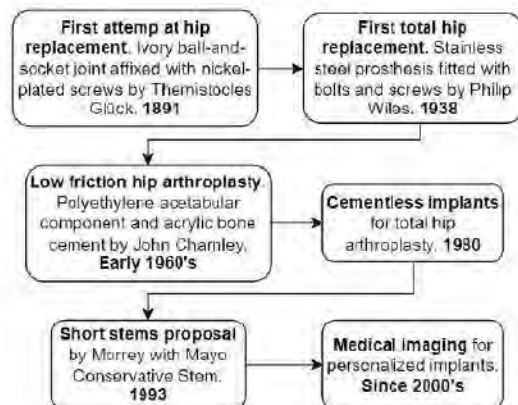 First attemp at hip
replacement. Ivory ball-and-
socket joint affixed with nickel-
plated screws by Themistocles
Glück. 1891
First total hip
replacement. Stainless
steel prosthesis fitted with
bolts and screws by Philip
Wiles. 1938
Low friction hip arthroplasty.
Polyethylene acetabular
component and acrylic bone
cement by John Charnley.
Early 1960's
Cementless implants
for total hip
arthroplasty. 1980
Short stems proposal
by Morrey with Mayo
Conservative Stem.
1993
Medical imaging for
personalized implants.
Since 2000's